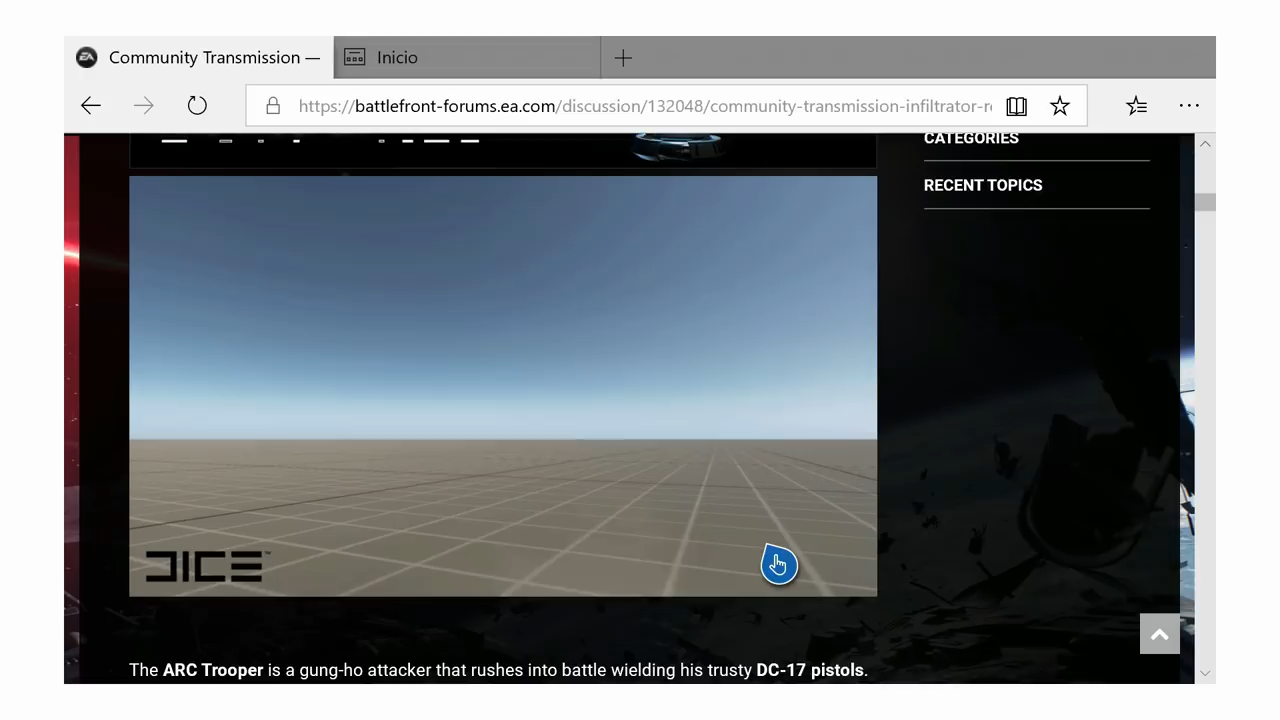 Community Transmission —
Inicio
https://battlefront-forums.ea.com/discussion/132048/community-transmission-infiltrator-r
CATEGORIES
RECENT TOPICS
DICE™
The ARC Trooper is a gung-ho attacker that rushes into battle wielding his trusty DC-17 pistols.